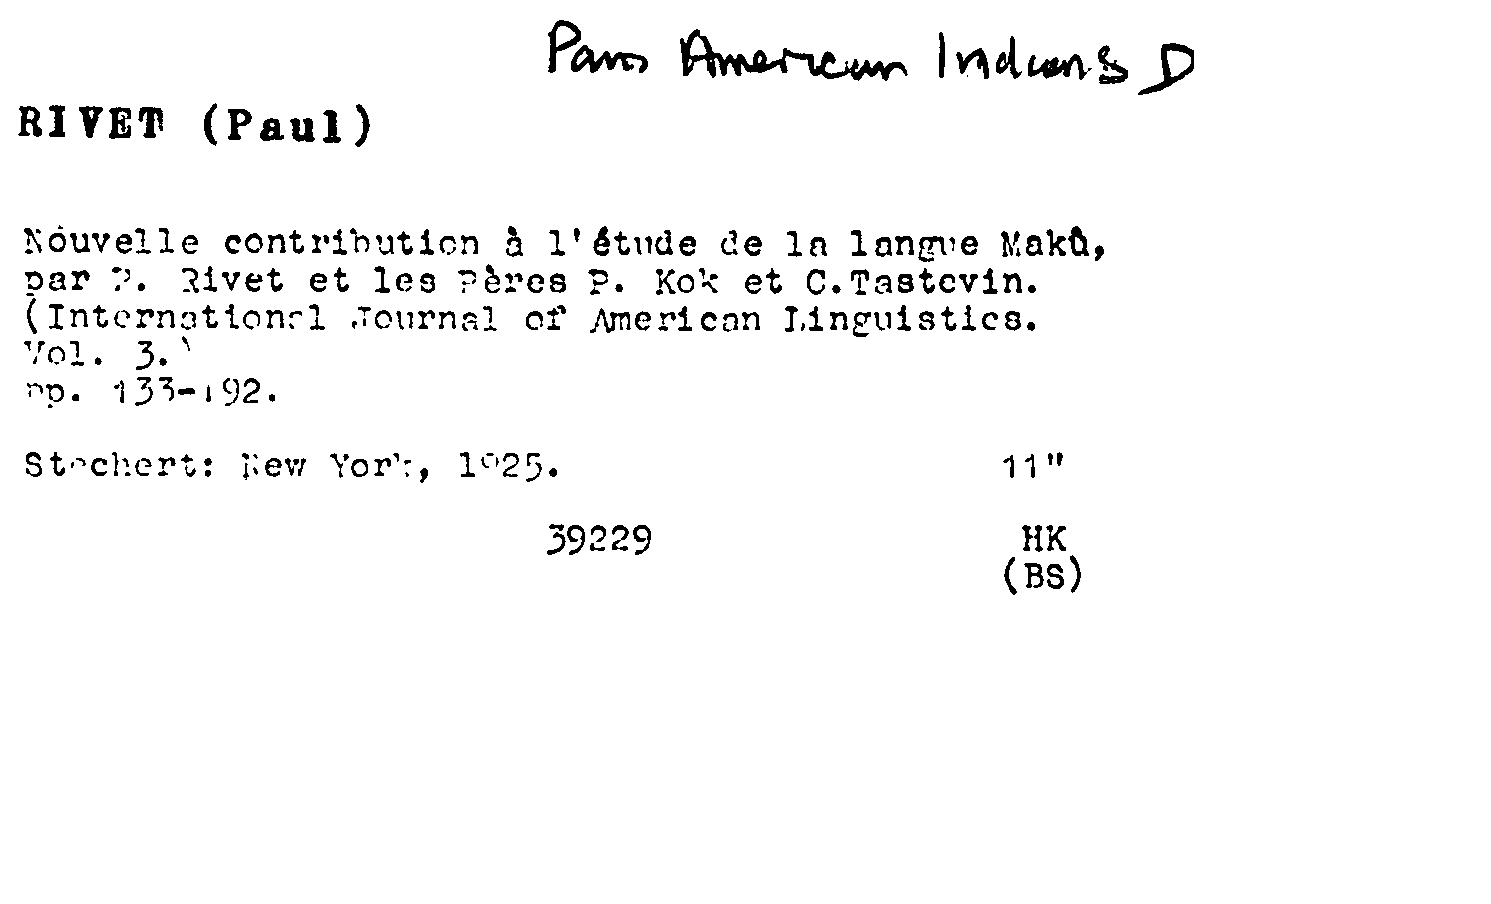 Pam American Indians D
RIVET (Paul)
Nouvelle contribution à l'étude de la langue Makû,
par P. Rivet et les Pères P. Kok et C.Tastevin.
(International Journal of American Linguistics.
Vol. 3.)
pp. 133-192.
Stechert: New York, 1925. 11"
39229 HK
(BS)